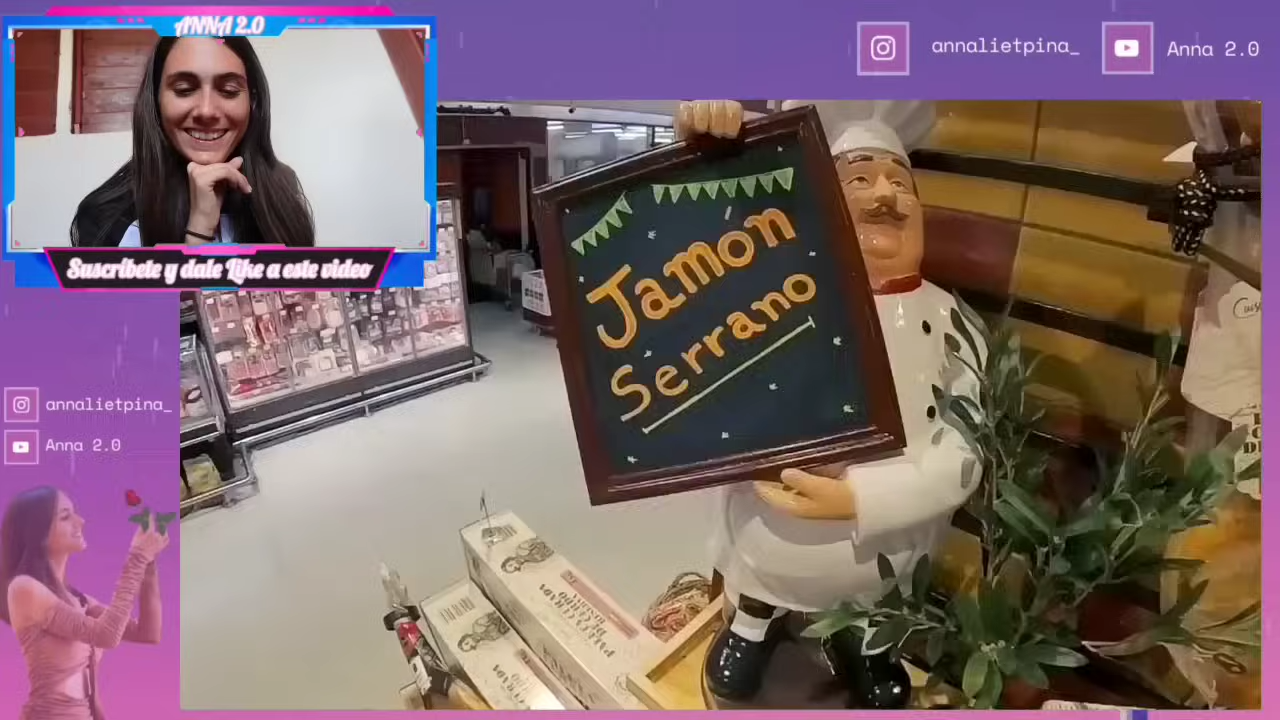 ANNA 2.0
annalietpina_
Anna 2.0
Suscríbete y dale Like a este video
Jamon
Serrano
annalietpina_
Anna 2.0